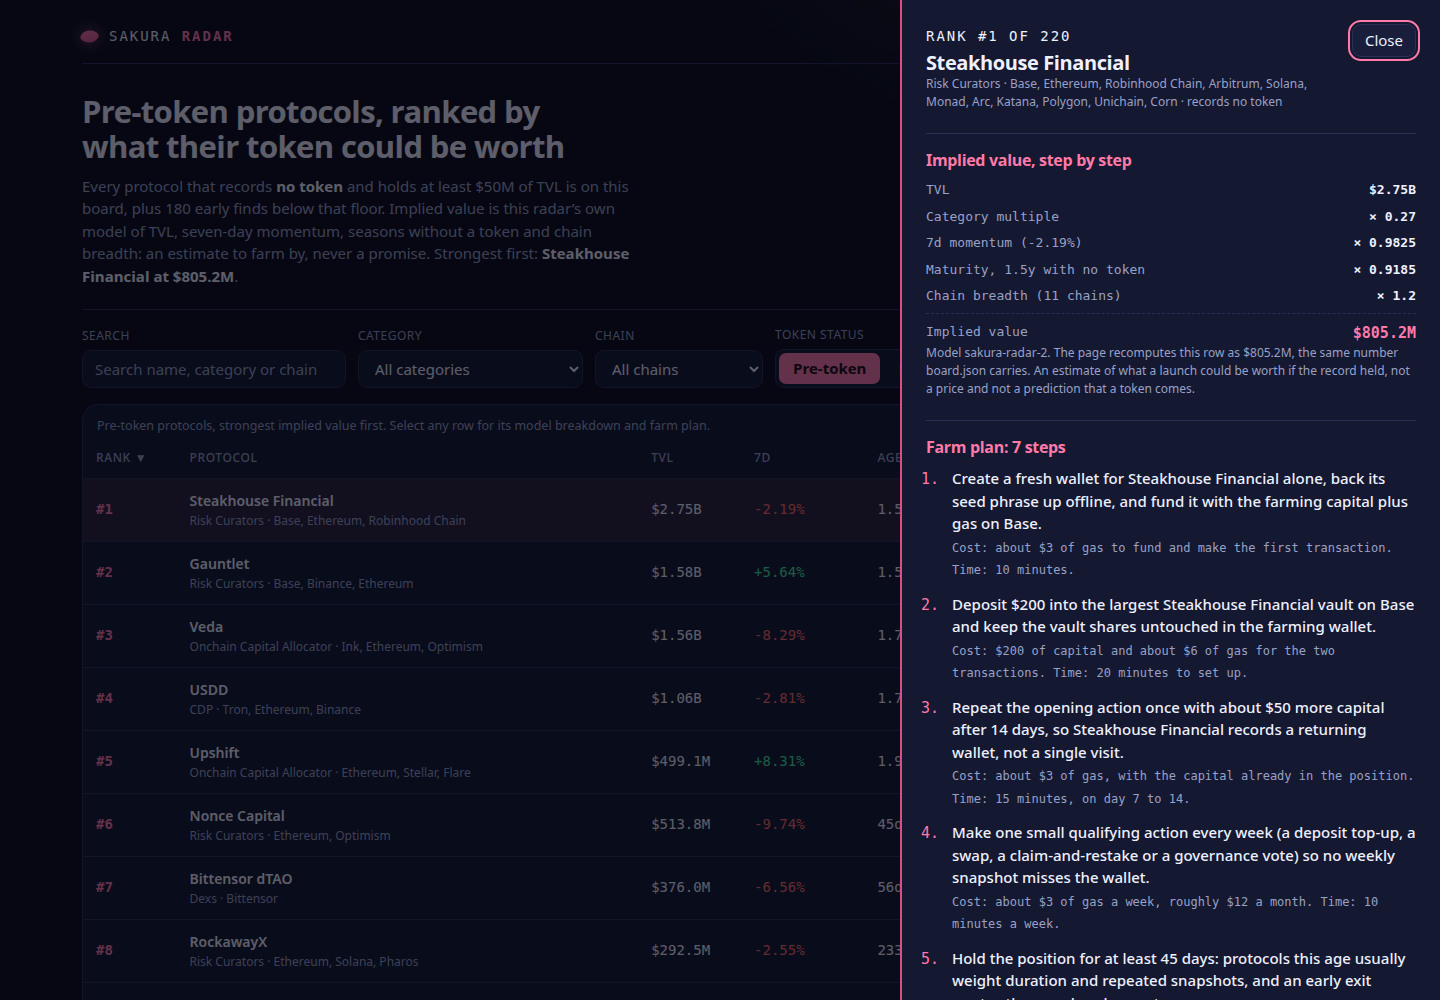 SAKURA RADAR
Pre-token protocols, ranked by
what their token could be worth
Every protocol that records no token and holds at least $50M of TVL is on this
board, plus 180 early finds below that floor. Implied value is this radar's own
model of TVL, seven-day momentum, seasons without a token and chain
breadth: an estimate to farm by, never a promise. Strongest first: Steakhouse
Financial at $805.2M.
SEARCH CATEGORY CHAIN TOKEN STATUS
Search name, category or chain All categories All chains Pre-token
Pre-token protocols, strongest implied value first. Select any row for its model breakdown and farm plan.
RANK ▼ PROTOCOL TVL 7D AGE
#1 Steakhouse Financial $2.75B -2.19% 1.5
Risk Curators · Base, Ethereum, Robinhood Chain
#2 Gauntlet $1.58B +5.64% 1.5
Risk Curators · Base, Binance, Ethereum
#3 Veda $1.56B -8.29% 1.7
Onchain Capital Allocator · Ink, Ethereum, Optimism
#4 USDD $1.06B -2.81% 1.7
CDP · Tron, Ethereum, Binance
#5 Upshift $499.1M +8.31% 1.9
Onchain Capital Allocator · Ethereum, Stellar, Flare
#6 Nonce Capital $513.8M -9.74% 45d
Risk Curators · Ethereum, Optimism
#7 Bittensor dTAO $376.0M -6.56% 56d
Dexs · Bittensor
#8 RockawayX $292.5M -2.55% 233
Risk Curators · Ethereum, Solana, Pharos
RANK #1 OF 220
Close
Steakhouse Financial
Risk Curators · Base, Ethereum, Robinhood Chain, Arbitrum, Solana,
Monad, Arc, Katana, Polygon, Unichain, Corn · records no token
Implied value, step by step
TVL $2.75B
Category multiple × 0.27
7d momentum (-2.19%) × 0.9825
Maturity, 1.5y with no token × 0.9185
Chain breadth (11 chains) × 1.2
Implied value $805.2M
Model sakura-radar-2. The page recomputes this row as $805.2M, the same number
board.json carries. An estimate of what a launch could be worth if the record held, not
a price and not a prediction that a token comes.
Farm plan: 7 steps
1. Create a fresh wallet for Steakhouse Financial alone, back its
seed phrase up offline, and fund it with the farming capital plus
gas on Base.
Cost: about $3 of gas to fund and make the first transaction.
Time: 10 minutes.
2. Deposit $200 into the largest Steakhouse Financial vault on Base
and keep the vault shares untouched in the farming wallet.
Cost: $200 of capital and about $6 of gas for the two
transactions. Time: 20 minutes to set up.
3. Repeat the opening action once with about $50 more capital
after 14 days, so Steakhouse Financial records a returning
wallet, not a single visit.
Cost: about $3 of gas, with the capital already in the position.
Time: 15 minutes, on day 7 to 14.
4. Make one small qualifying action every week (a deposit top-up, a
swap, a claim-and-restake or a governance vote) so no weekly
snapshot misses the wallet.
Cost: about $3 of gas a week, roughly $12 a month. Time: 10
minutes a week.
5. Hold the position for at least 45 days: protocols this age usually
weight duration and repeated snapshots, and an early exit